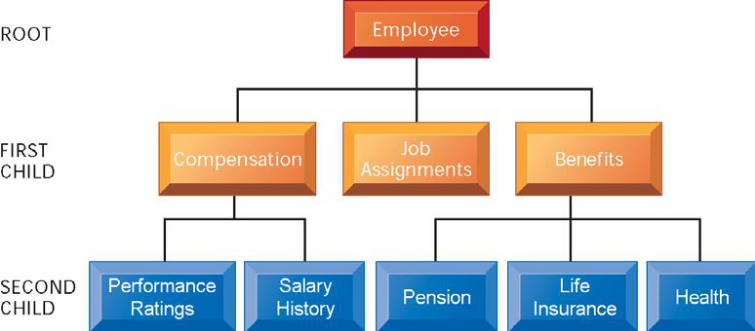 ROOT
Employee
FIRST
CHILD
Compensation
Job
Assignments
Benefits
SECOND
CHILD
Performance
Ratings
Salary
History
Pension
Life
Insurance
Health